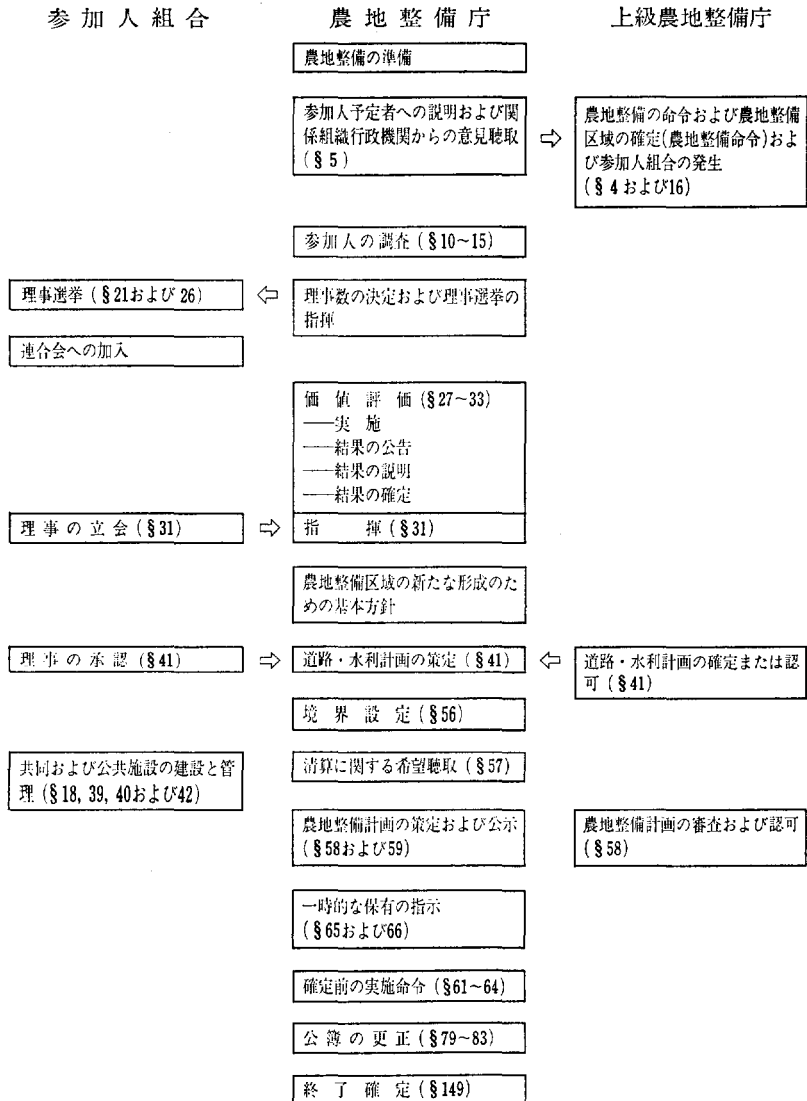 参加人組合
農地整備庁
上級農地整備庁
農地整備の準備
参加人予定者への説明および関
係組織行政機関からの意見聴取
(§5)
⇨
農地整備の命令および農地整備
区域の確定(農地整備命令)およ
び参加人組合の発生
(§4および16)
参加人の調査(§10~15)
理事選挙(§21および26)
⇦
理事数の決定および理事選挙の
指揮
連合会への加入
価値評価(§27~33)
──実施
──結果の公告
──結果の説明
──結果の確定
理事の立会(§31)
⇨
指揮(§31)
農地整備区域の新たな形成のた
めの基本方針
理事の承認(§41)
⇨
道路・水利計画の策定(§41)
⇦
道路・水利計画の確定または認
可(§41)
境界設定(§56)
共同および公共施設の建設と管
理(§18, 39, 40および42)
清算に関する希望聴取(§57)
農地整備計画の策定および公示
(§58および59)
農地整備計画の審査および認可
(§58)
一時的な保有の指示
(§65および66)
確定前の実施命令(§61~64)
公簿の更正(§79~83)
終了確定(§149)